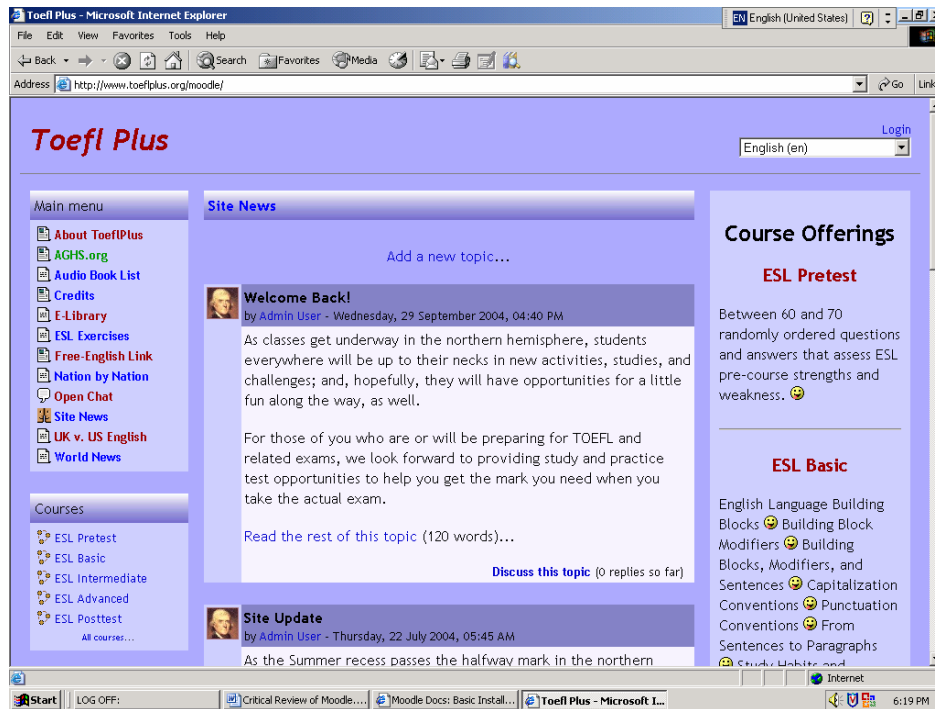 Toefl Plus - Microsoft Internet Explorer
EN English (United States)
File Edit View Favorites Tools Help
Back Search Favorites Media
Address http://www.toeflplus.org/moodle/ Go Link
Toefl Plus
Login
English (en)
Main menu
About ToeflPlus
AGHS.org
Audio Book List
Credits
E-Library
ESL Exercises
Free-English Link
Nation by Nation
Open Chat
Site News
UK v. US English
World News
Courses
ESL Pretest
ESL Basic
ESL Intermediate
ESL Advanced
ESL Posttest
All courses...
Site News
Add a new topic...
Welcome Back!
by Admin User - Wednesday, 29 September 2004, 04:40 PM
As classes get underway in the northern hemisphere, students
everywhere will be up to their necks in new activities, studies, and
challenges; and, hopefully, they will have opportunities for a little
fun along the way, as well.
For those of you who are or will be preparing for TOEFL and
related exams, we look forward to providing study and practice
test opportunities to help you get the mark you need when you
take the actual exam.
Read the rest of this topic (120 words)...
Discuss this topic (0 replies so far)
Site Update
by Admin User - Thursday, 22 July 2004, 05:45 AM
As the Summer recess passes the halfway mark in the northern
Course Offerings
ESL Pretest
Between 60 and 70
randomly ordered questions
and answers that assess ESL
pre-course strengths and
weakness.
ESL Basic
English Language Building
Blocks Building Block
Modifiers Building
Blocks, Modifiers, and
Sentences Capitalization
Conventions Punctuation
Conventions From
Sentences to Paragraphs
Study Habits and
Internet
Start LOG OFF: Critical Review of Moodle.... Moodle Docs: Basic Install... Toefl Plus - Microsoft I... 6:19 PM